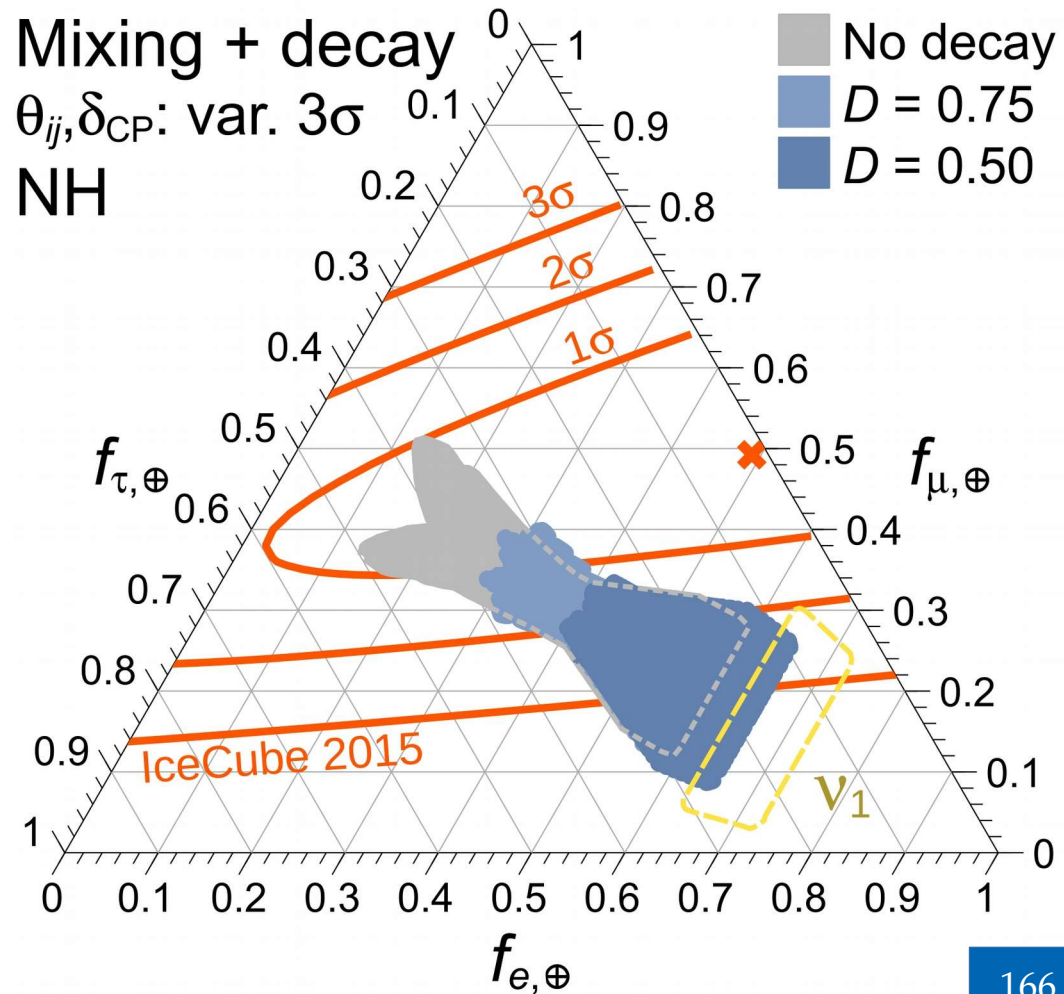 Mixing + decay
θij,δCP: var. 3σ
NH
No decay
D = 0.75
D = 0.50
0
0.1
0.2
0.3
0.4
0.5
0.6
0.7
0.8
0.9
1
fτ,⊕
1
0.9
0.8
0.7
0.6
0.5
0.4
0.3
0.2
0.1
0
fμ,⊕
3σ
2σ
1σ
IceCube 2015
ν1
0 0.1 0.2 0.3 0.4 0.5 0.6 0.7 0.8 0.9 1
fe,⊕
166